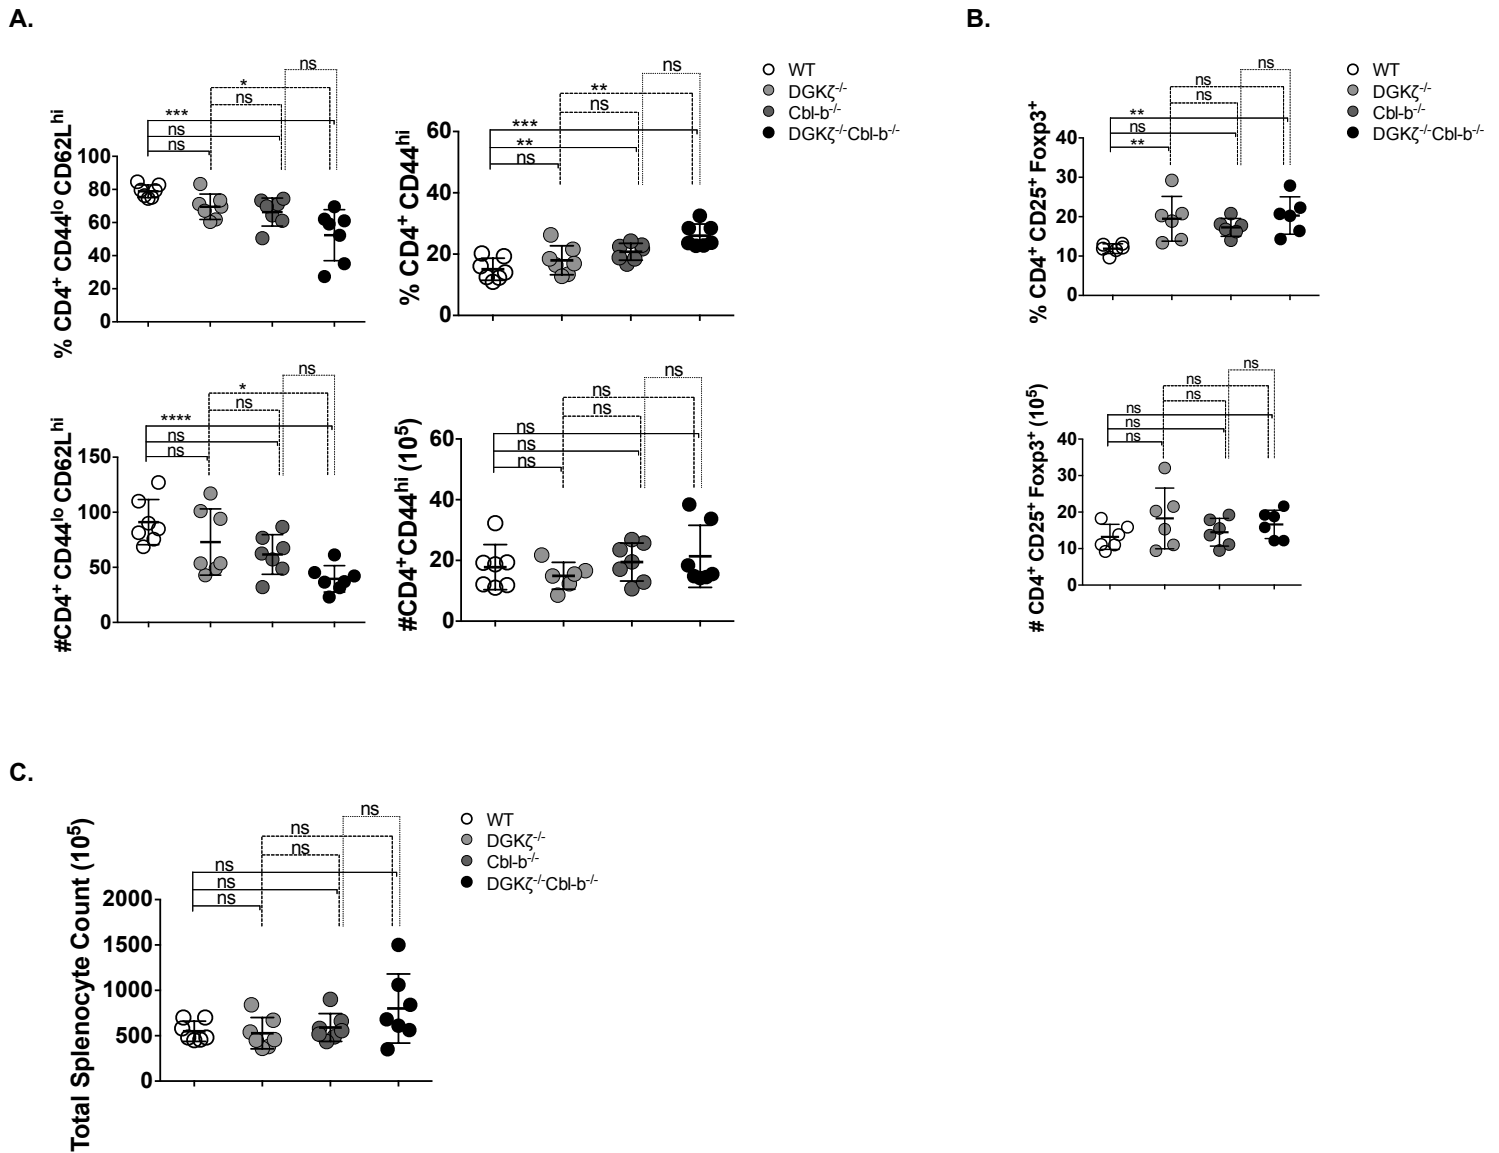 A.
B.
ns
*
ns
***
ns
ns
% CD4⁺ CD44ˡᵒ CD62Lʰⁱ
100
80
60
40
20
0
ns
**
ns
***
**
ns
% CD4⁺ CD44ʰⁱ
60
40
20
0
WT
DGKζ⁻/⁻
Cbl-b⁻/⁻
DGKζ⁻/⁻Cbl-b⁻/⁻
ns
ns
ns
**
ns
**
% CD4⁺ CD25⁺ Foxp3⁺
40
30
20
10
0
WT
DGKζ⁻/⁻
Cbl-b⁻/⁻
DGKζ⁻/⁻Cbl-b⁻/⁻
ns
*
ns
****
ns
ns
#CD4⁺ CD44ˡᵒ CD62Lʰⁱ
150
100
50
0
ns
ns
ns
ns
ns
ns
#CD4⁺ CD44ʰⁱ (10⁵)
60
40
20
0
ns
ns
ns
ns
ns
ns
# CD4⁺ CD25⁺ Foxp3⁺ (10⁵)
40
30
20
10
0
C.
ns
ns
ns
ns
ns
ns
Total Splenocyte Count (10⁵)
2000
1500
1000
500
0
WT
DGKζ⁻/⁻
Cbl-b⁻/⁻
DGKζ⁻/⁻Cbl-b⁻/⁻